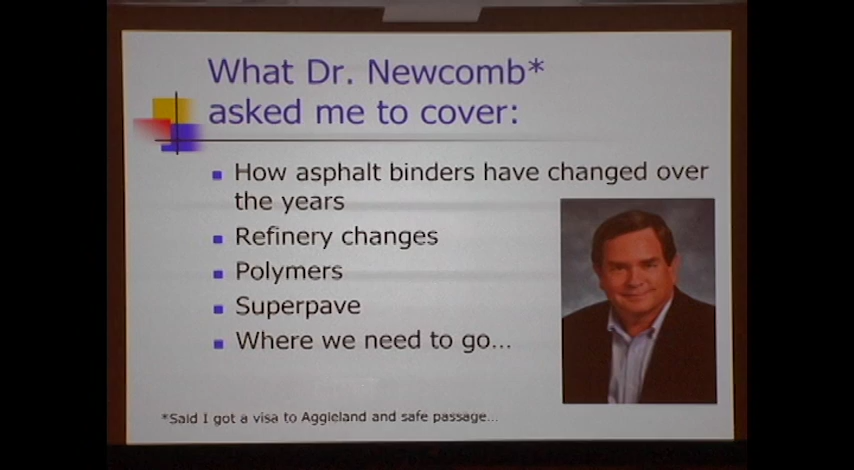 What Dr. Newcomb*
asked me to cover:
How asphalt binders have changed over
the years
Refinery changes
Polymers
Superpave
Where we need to go...
*Said I got a visa to Aggieland and safe passage...